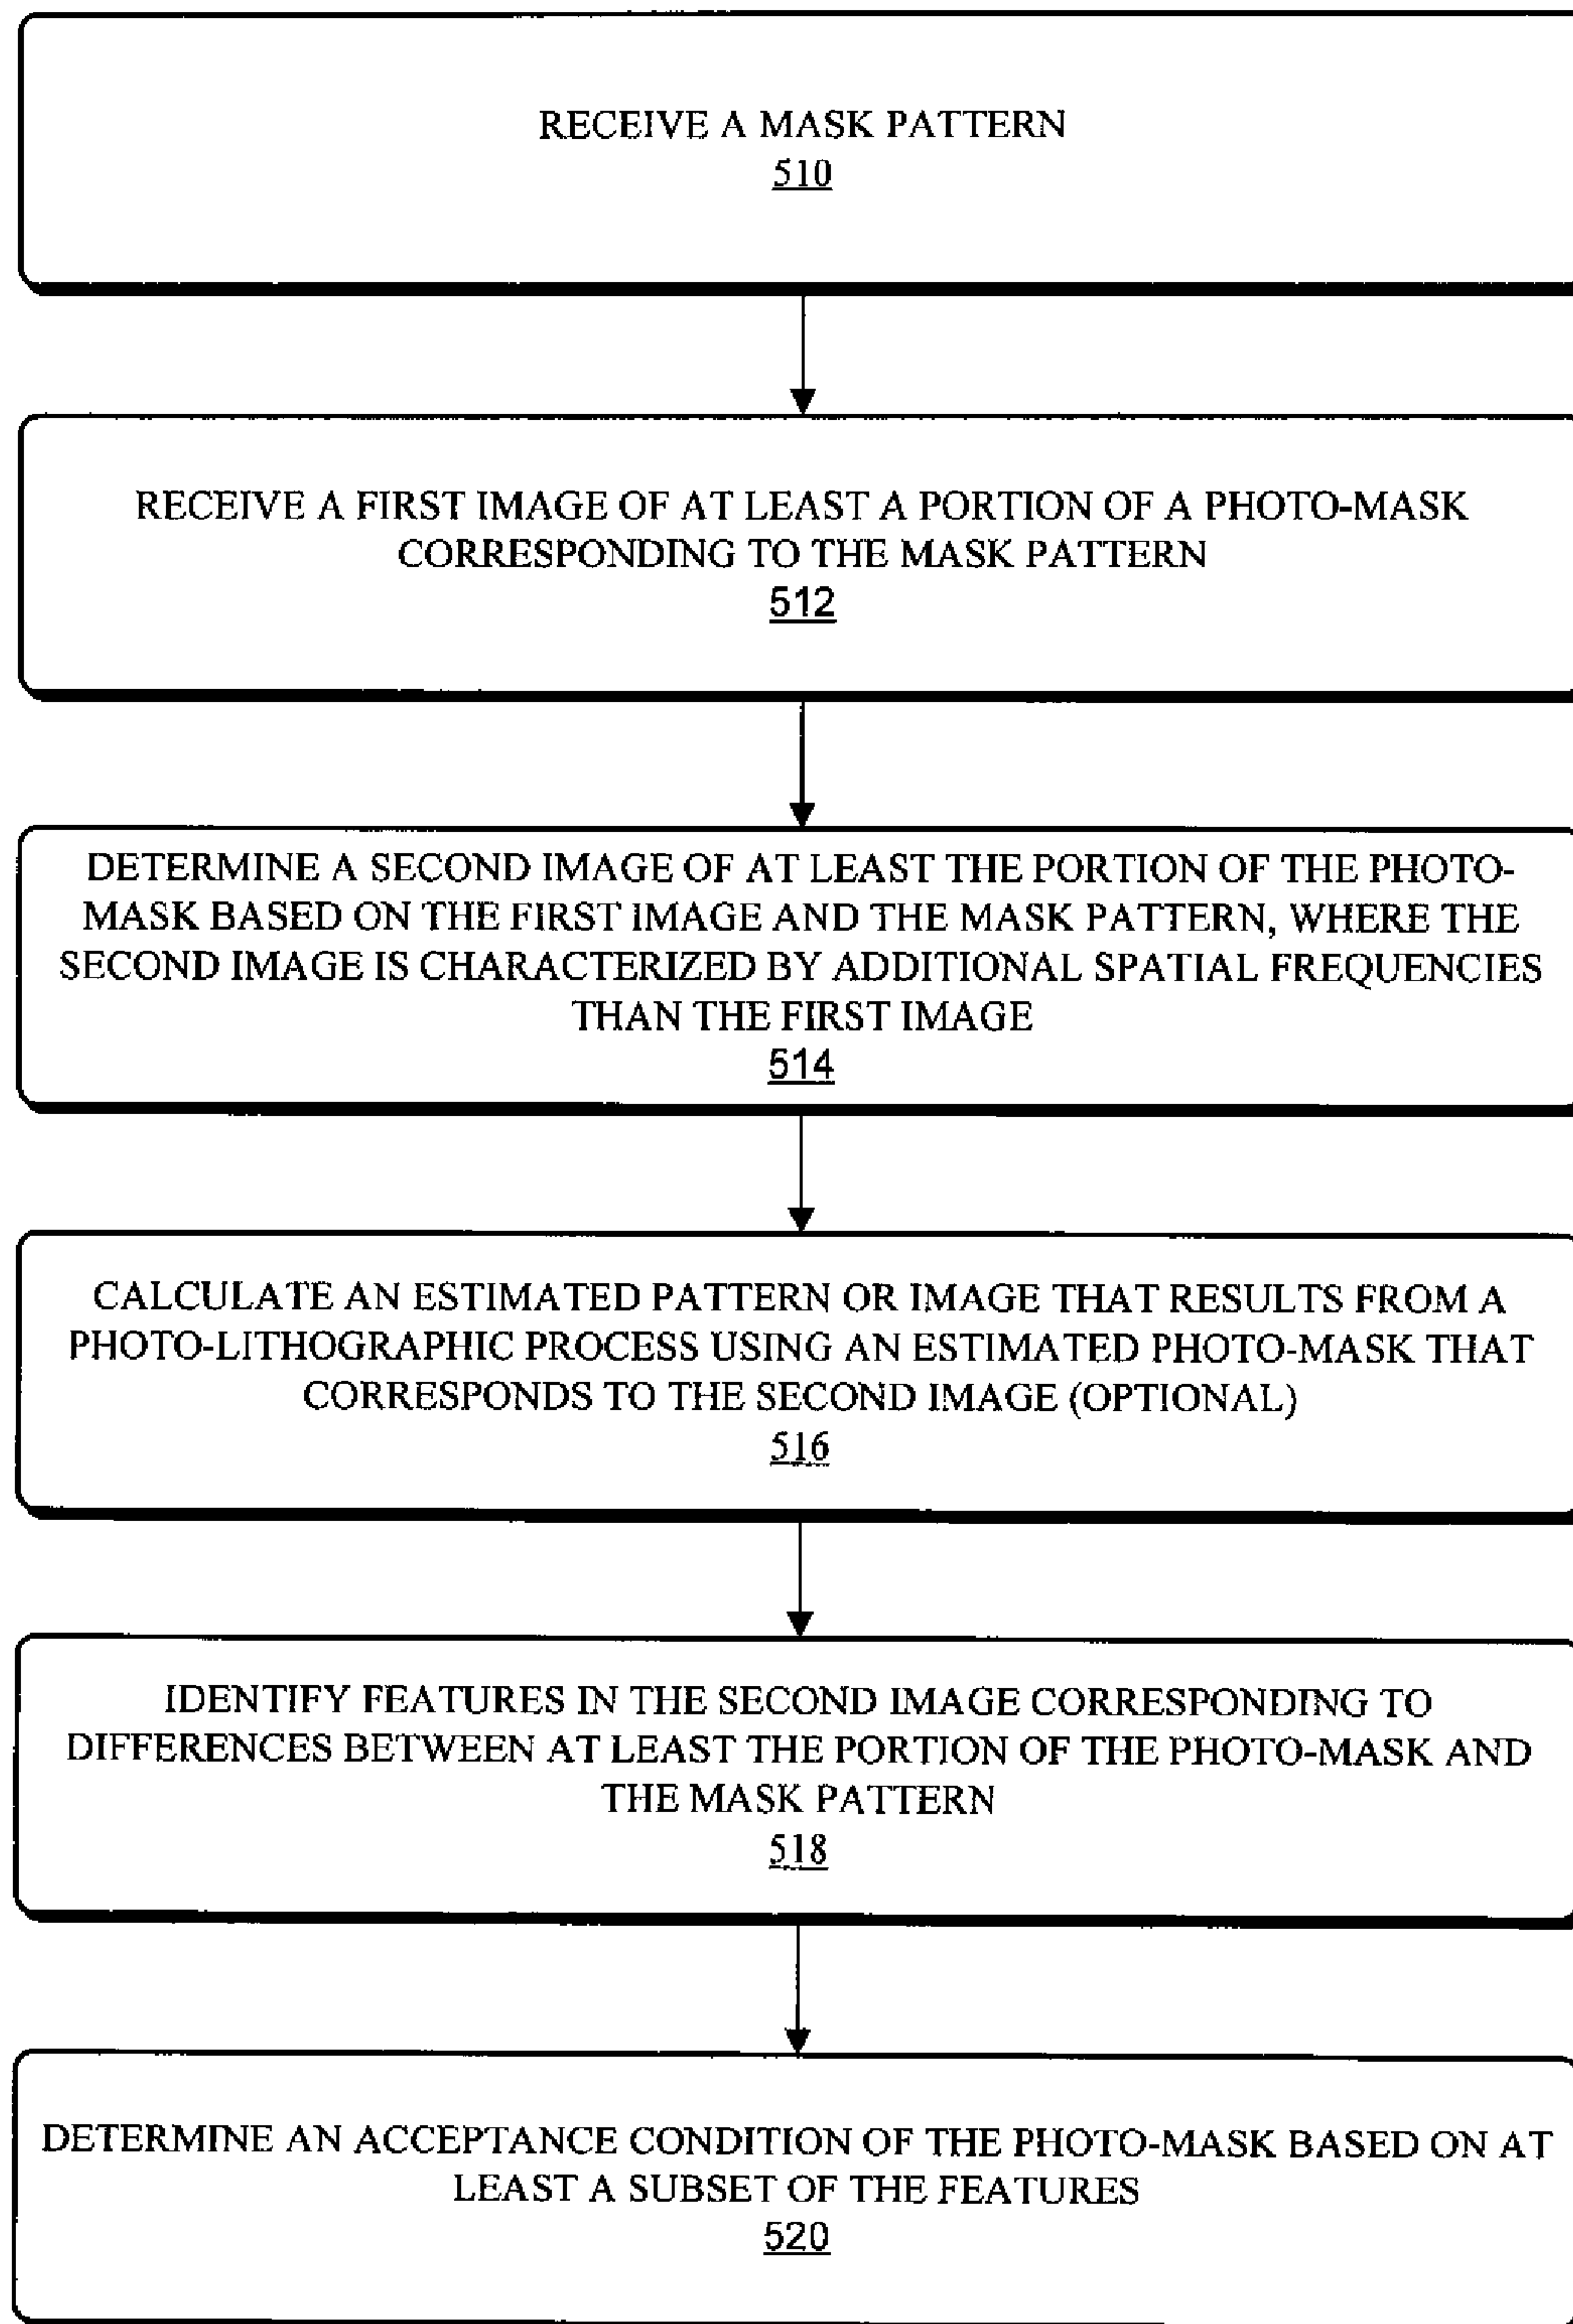 RECEIVE A MASK PATTERN
510
RECEIVE A FIRST IMAGE OF AT LEAST A PORTION OF A PHOTO-MASK
CORRESPONDING TO THE MASK PATTERN
512
DETERMINE A SECOND IMAGE OF AT LEAST THE PORTION OF THE PHOTO-
MASK BASED ON THE FIRST IMAGE AND THE MASK PATTERN, WHERE THE
SECOND IMAGE IS CHARACTERIZED BY ADDITIONAL SPATIAL FREQUENCIES
THAN THE FIRST IMAGE
514
CALCULATE AN ESTIMATED PATTERN OR IMAGE THAT RESULTS FROM A
PHOTO-LITHOGRAPHIC PROCESS USING AN ESTIMATED PHOTO-MASK THAT
CORRESPONDS TO THE SECOND IMAGE (OPTIONAL)
516
IDENTIFY FEATURES IN THE SECOND IMAGE CORRESPONDING TO
DIFFERENCES BETWEEN AT LEAST THE PORTION OF THE PHOTO-MASK AND
THE MASK PATTERN
518
DETERMINE AN ACCEPTANCE CONDITION OF THE PHOTO-MASK BASED ON AT
LEAST A SUBSET OF THE FEATURES
520